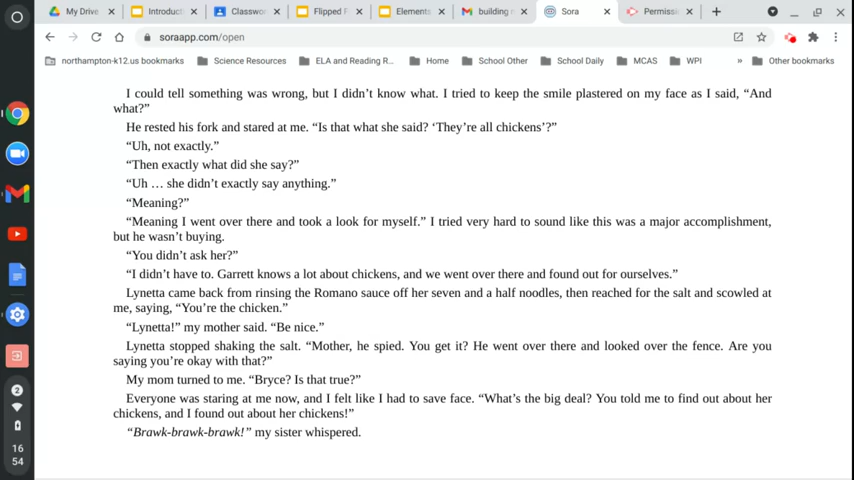 My Drive
Introduct
Classwor
Flipped F
Elements
building n
Sora
Permissi
soraapp.com/open
northampton-k12.us bookmarks
Science Resources
ELA and Reading R...
Home
School Other
School Daily
MCAS
WPI
»
Other bookmarks
I could tell something was wrong, but I didn’t know what. I tried to keep the smile plastered on my face as I said, “And
what?”
He rested his fork and stared at me. “Is that what she said? ‘They’re all chickens’?”
“Uh, not exactly.”
“Then exactly what did she say?”
“Uh … she didn’t exactly say anything.”
“Meaning?”
“Meaning I went over there and took a look for myself.” I tried very hard to sound like this was a major accomplishment,
but he wasn’t buying.
“You didn’t ask her?”
“I didn’t have to. Garrett knows a lot about chickens, and we went over there and found out for ourselves.”
Lynetta came back from rinsing the Romano sauce off her seven and a half noodles, then reached for the salt and scowled at
me, saying, “You’re the chicken.”
“Lynetta!” my mother said. “Be nice.”
Lynetta stopped shaking the salt. “Mother, he spied. You get it? He went over there and looked over the fence. Are you
saying you’re okay with that?”
My mom turned to me. “Bryce? Is that true?”
Everyone was staring at me now, and I felt like I had to save face. “What’s the big deal? You told me to find out about her
chickens, and I found out about her chickens!”
“Brawk-brawk-brawk!” my sister whispered.
2
16
54